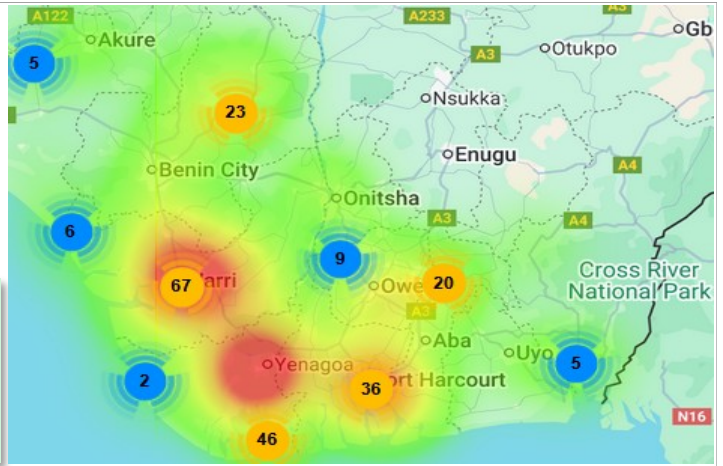 A122
Akure
A233
A3
Gb
5
A3
Otukpo
23
Nsukka
Enugu
Benin City
A4
Onitsha
A3
A4
6
9
Cross River
National Park
67
arri
Owe
20
A3
Aba
Yenagoa
Uyo
5
2
36
ort Harcourt
N16
46